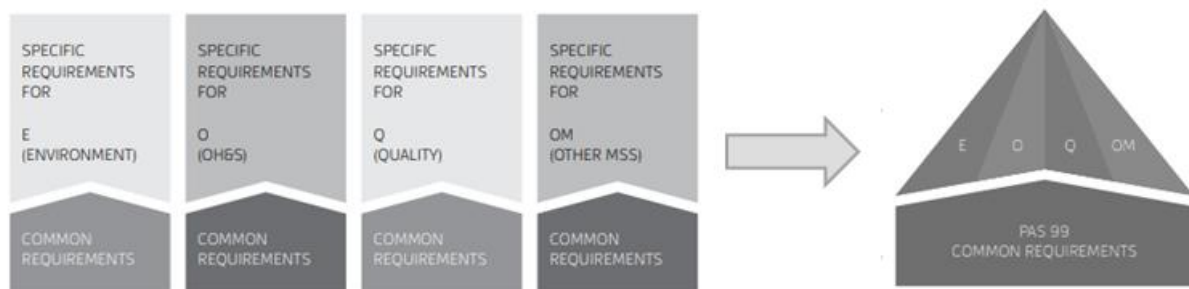 SPECIFIC
REQUIREMENTS
FOR
E
(ENVIRONMENT)
COMMON
REQUIREMENTS
SPECIFIC
REQUIREMENTS
FOR
O
(OH&S)
COMMON
REQUIREMENTS
SPECIFIC
REQUIREMENTS
FOR
Q
(QUALITY)
COMMON
REQUIREMENTS
SPECIFIC
REQUIREMENTS
FOR
OM
(OTHER MSS)
COMMON
REQUIREMENTS
E O Q OM
PAS 99
COMMON REQUIREMENTS